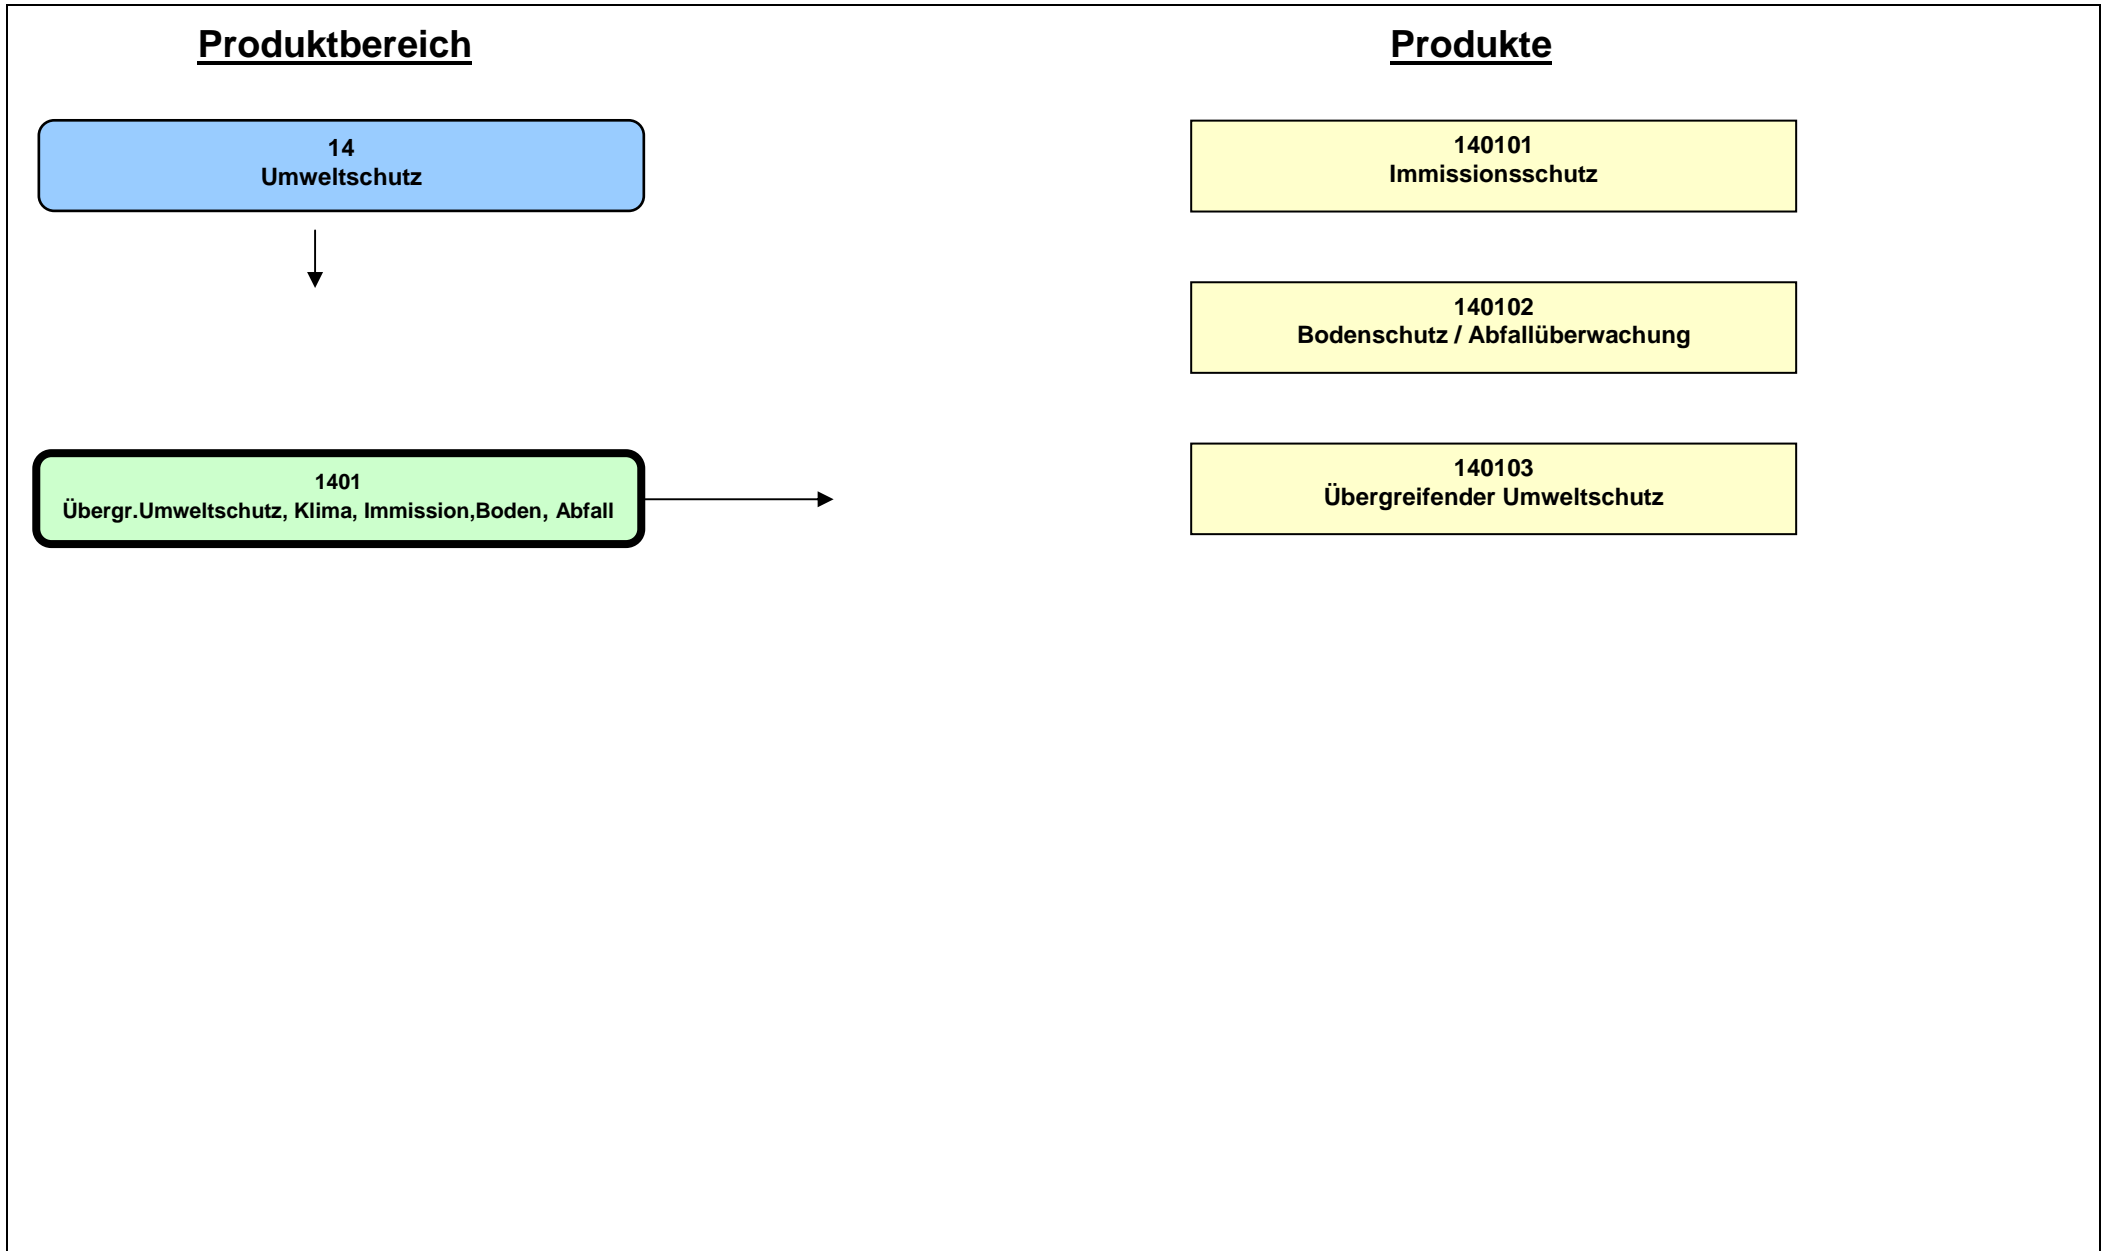 Produktbereich
Produkte
14
Umweltschutz
140101
Immissionsschutz
140102
Bodenschutz / Abfallüberwachung
1401
Übergr.Umweltschutz, Klima, Immission,Boden, Abfall
140103
Übergreifender Umweltschutz